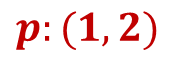 p: (1, 2)